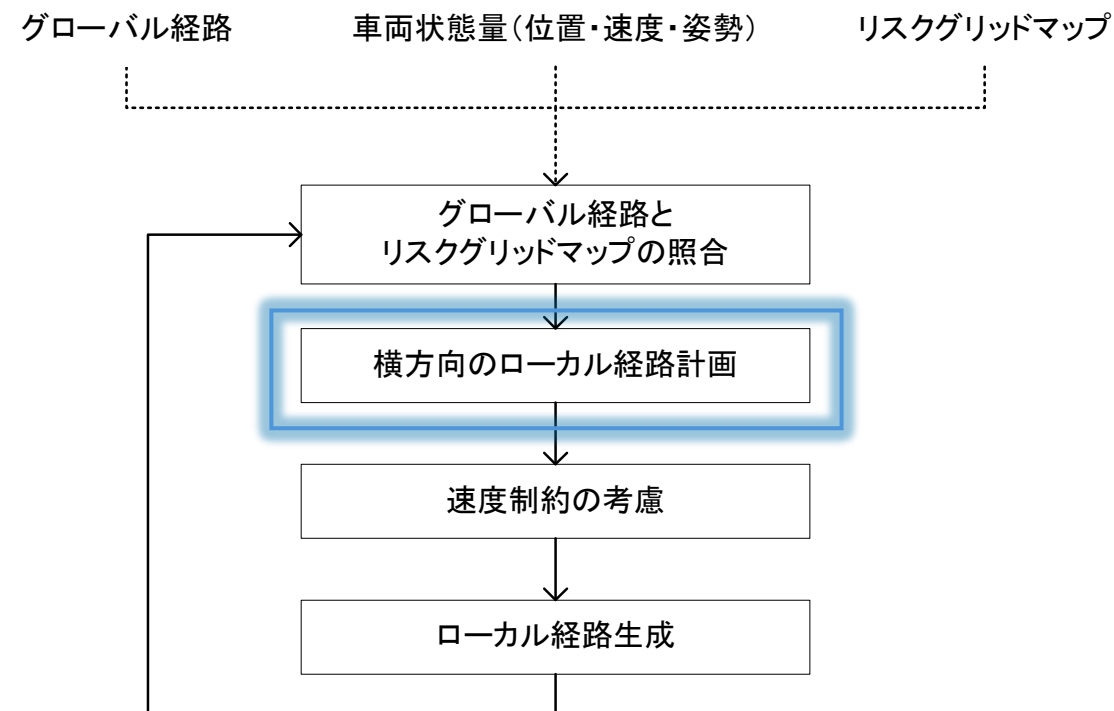 グローバル経路
車両状態量(位置・速度・姿勢)
リスクグリッドマップ
グローバル経路と
リスクグリッドマップの照合
横方向のローカル経路計画
速度制約の考慮
ローカル経路生成